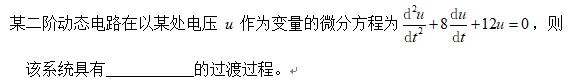 某二阶动态电路在以某处电压 u 作为变量的微分方程为 d²u/dt² + 8 du/dt + 12u = 0，则
该系统具有__________的过渡过程。↵